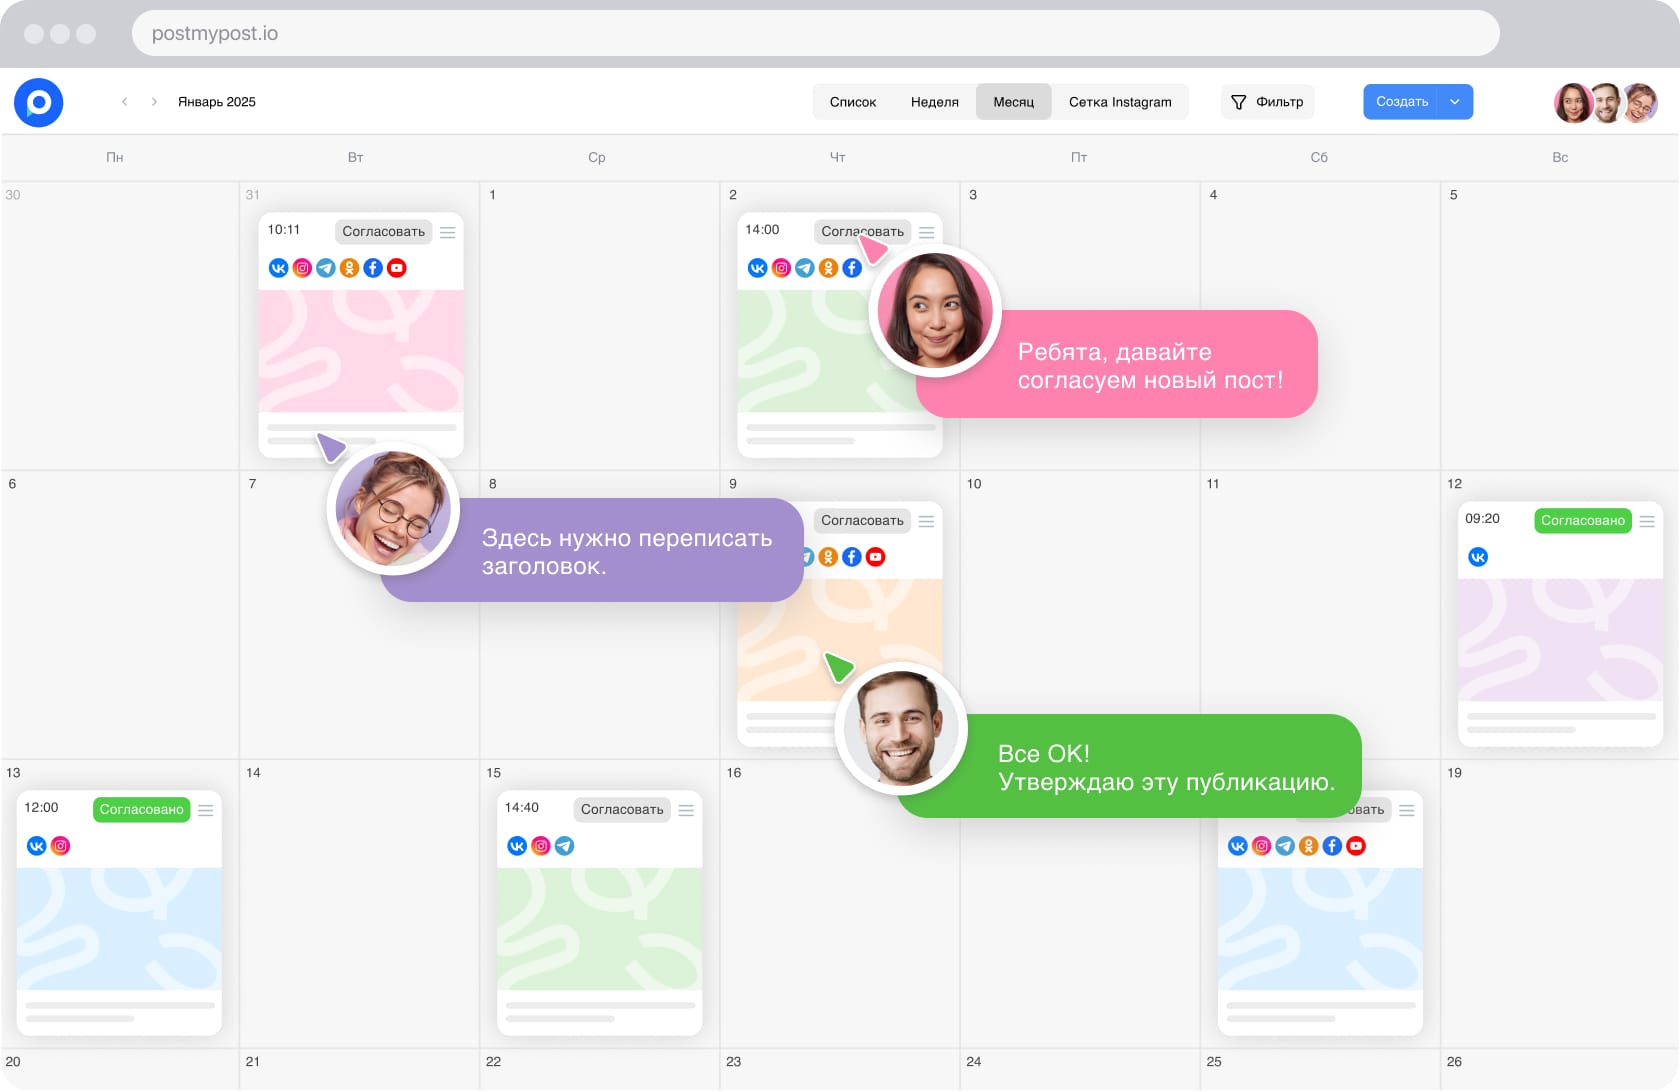 postmypost.io
Январь 2025
Список Неделя Месяц Сетка Instagram Фильтр Создать
Пн Вт Ср Чт Пт Сб Вс
30 31 1 2 3 4 5
10:11 Согласовать
14:00 Согласовать
Ребята, давайте
согласуем новый пост!
6 7 8 9 10 11 12
Согласовать
09:20 Согласовано
Здесь нужно переписать
заголовок.
Все ОК!
Утверждаю эту публикацию.
13 14 15 16 19
12:00 Согласовано
14:40 Согласовать
вать
20 21 22 23 24 25 26